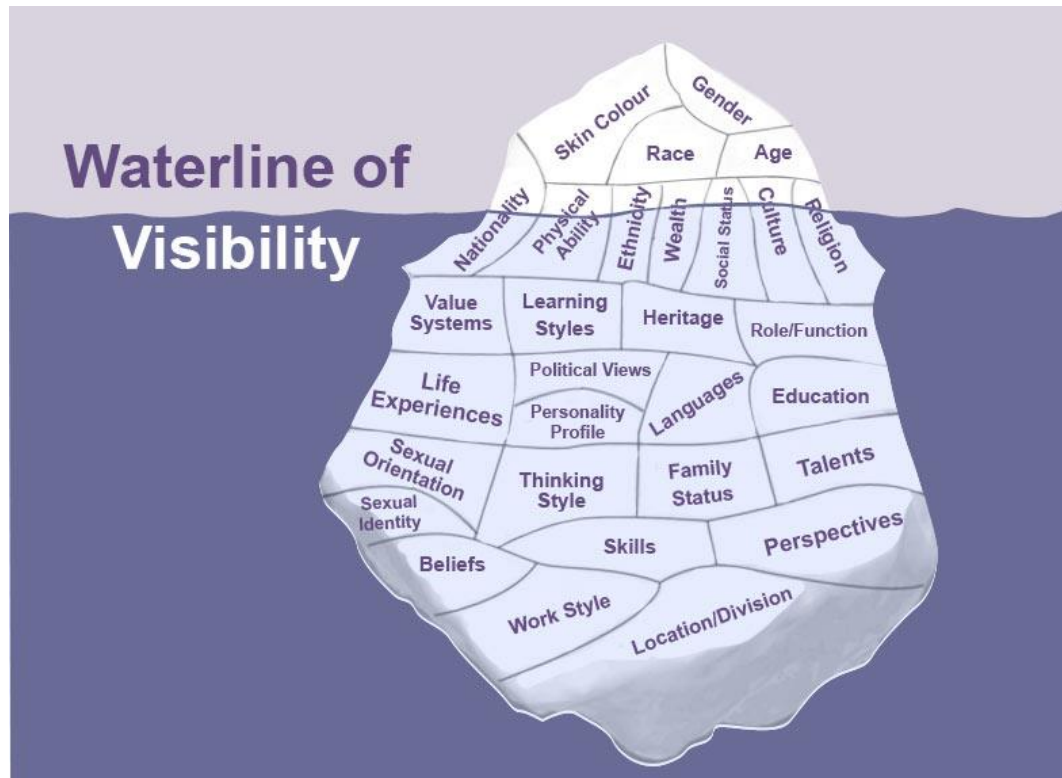 Waterline of
Visibility
Skin Colour
Gender
Race
Age
Nationality
Physical
Ability
Ethnicity
Wealth
Social Status
Culture
Religion
Value
Systems
Learning
Styles
Heritage
Role/Function
Life
Experiences
Political Views
Personality
Profile
Languages
Education
Sexual
Orientation
Sexual
Identity
Thinking
Style
Family
Status
Talents
Beliefs
Skills
Perspectives
Work Style
Location/Division